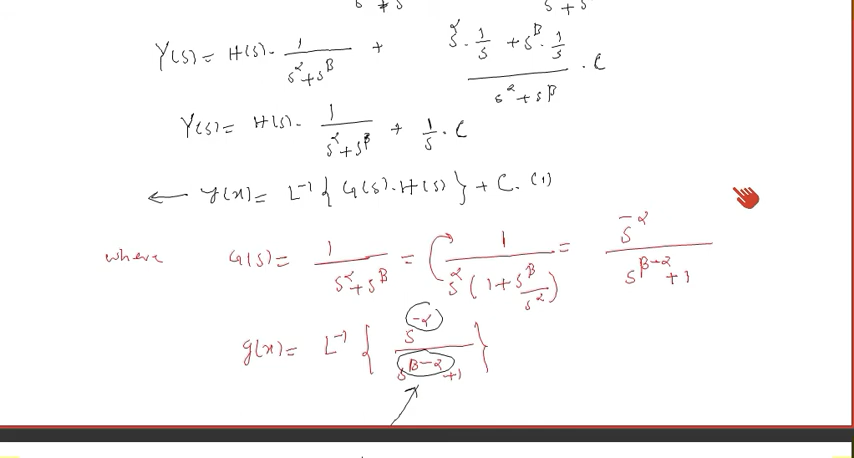 Y(s) = H(s) · 1/(s^α + s^β) + (s^α · 1/s + s^β · 1/s)/(s^α + s^β) · C
Y(s) = H(s) · 1/(s^α + s^β) + 1/s · C
← y(x) = L⁻¹ { G(s) · H(s) } + C · (1)
where G(s) = 1/(s^α + s^β) = 1/(s^α (1 + s^β/s^α)) = s^-α/(s^(β-α) + 1)
g(x) = L⁻¹ { s^-α/(s^(β-α) + 1) }